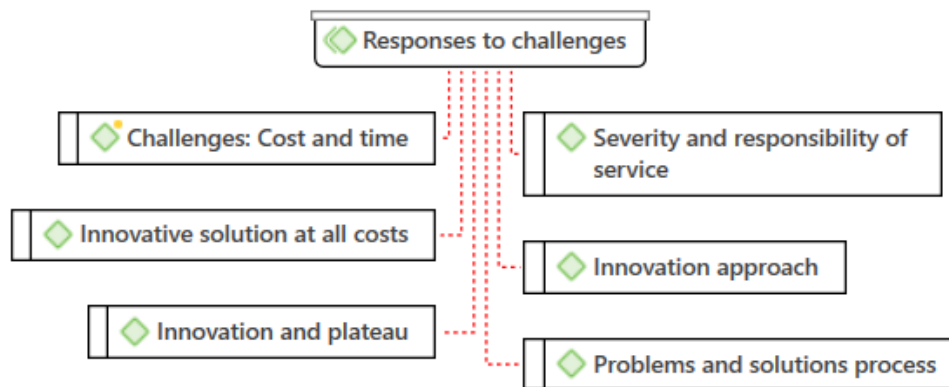 Responses to challenges
Challenges: Cost and time
Severity and responsibility of
service
Innovative solution at all costs
Innovation approach
Innovation and plateau
Problems and solutions process